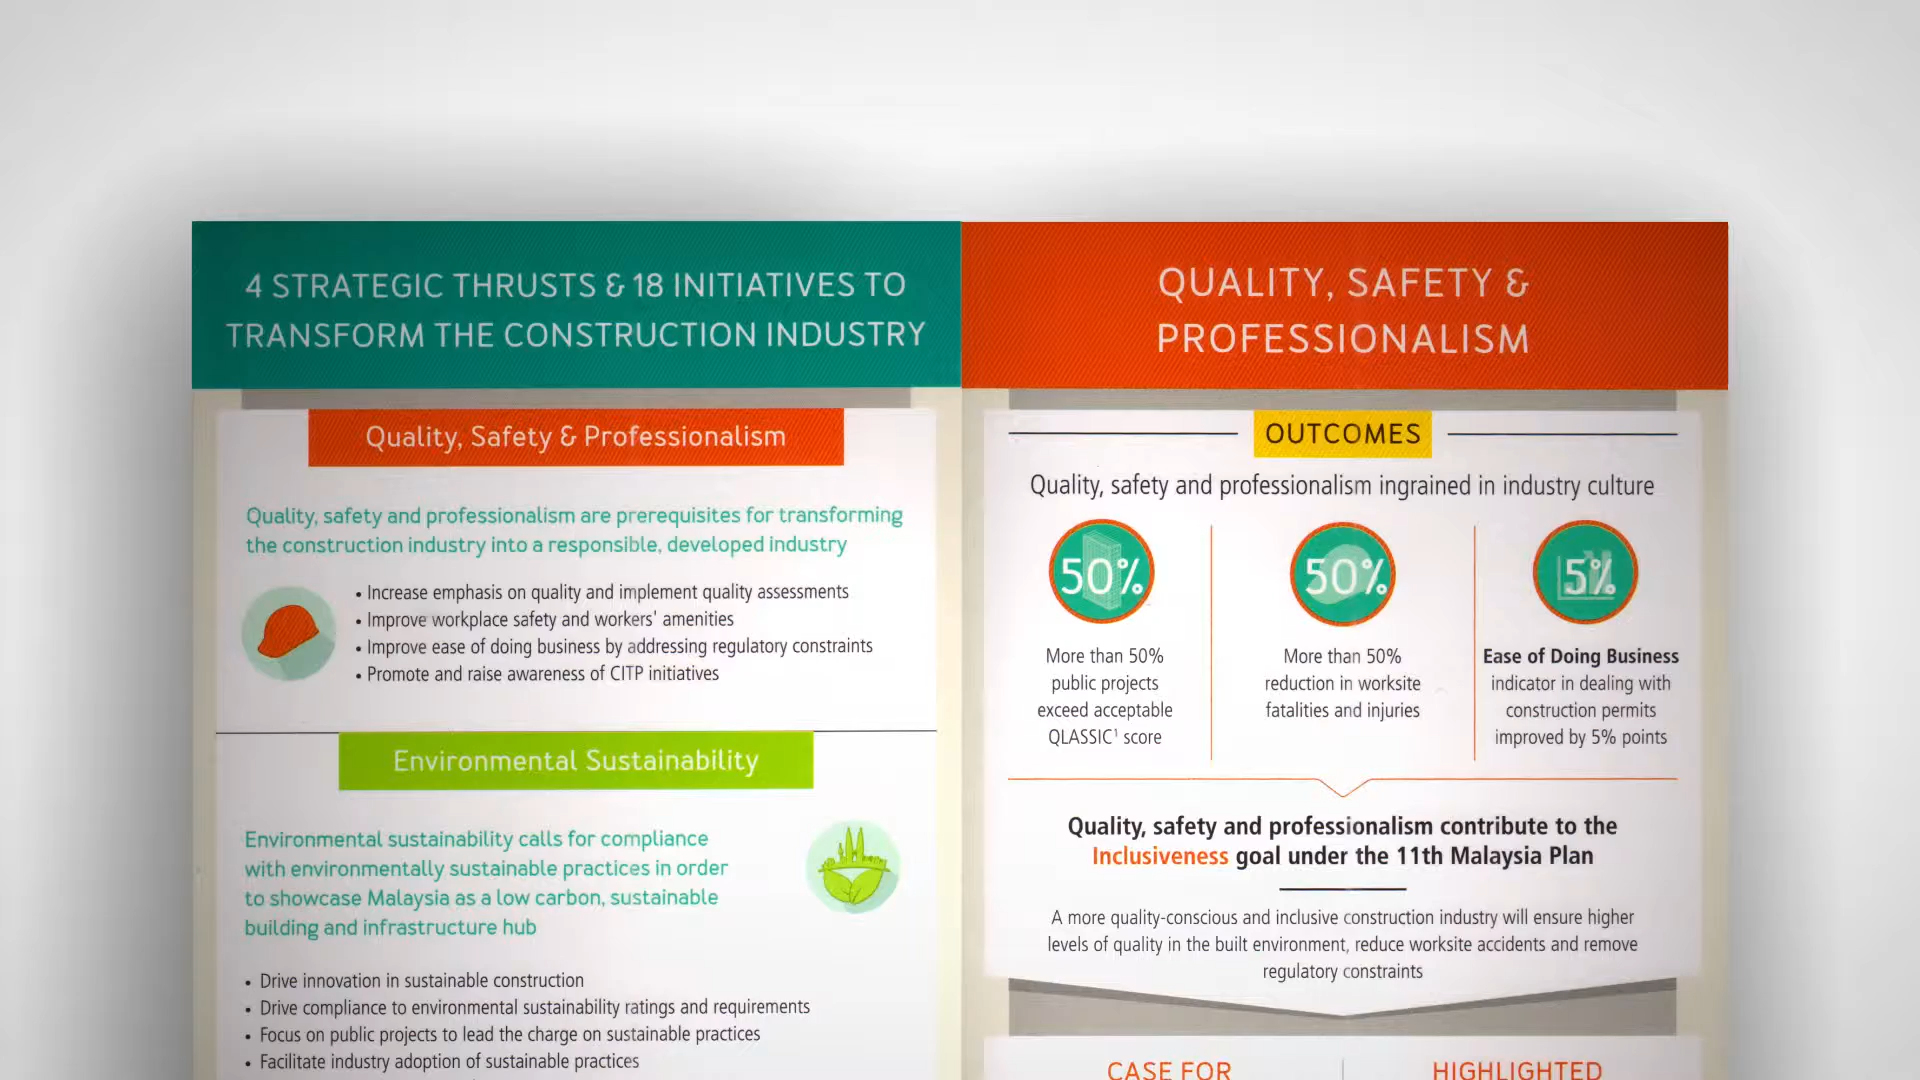 4 STRATEGIC THRUSTS & 18 INITIATIVES TO
TRANSFORM THE CONSTRUCTION INDUSTRY
Quality, Safety & Professionalism
Quality, safety and professionalism are prerequisites for transforming
the construction industry into a responsible, developed industry
• Increase emphasis on quality and implement quality assessments
• Improve workplace safety and workers' amenities
• Improve ease of doing business by addressing regulatory constraints
• Promote and raise awareness of CITP initiatives
Environmental Sustainability
Environmental sustainability calls for compliance
with environmentally sustainable practices in order
to showcase Malaysia as a low carbon, sustainable
building and infrastructure hub
• Drive innovation in sustainable construction
• Drive compliance to environmental sustainability ratings and requirements
• Focus on public projects to lead the charge on sustainable practices
• Facilitate industry adoption of sustainable practices
QUALITY, SAFETY &
PROFESSIONALISM
OUTCOMES
Quality, safety and professionalism ingrained in industry culture
50%
More than 50%
public projects
exceed acceptable
QLASSIC¹ score
50%
More than 50%
reduction in worksite
fatalities and injuries
5%
Ease of Doing Business
indicator in dealing with
construction permits
improved by 5% points
Quality, safety and professionalism contribute to the
Inclusiveness goal under the 11th Malaysia Plan
A more quality-conscious and inclusive construction industry will ensure higher
levels of quality in the built environment, reduce worksite accidents and remove
regulatory constraints
CASE FOR
HIGHLIGHTED